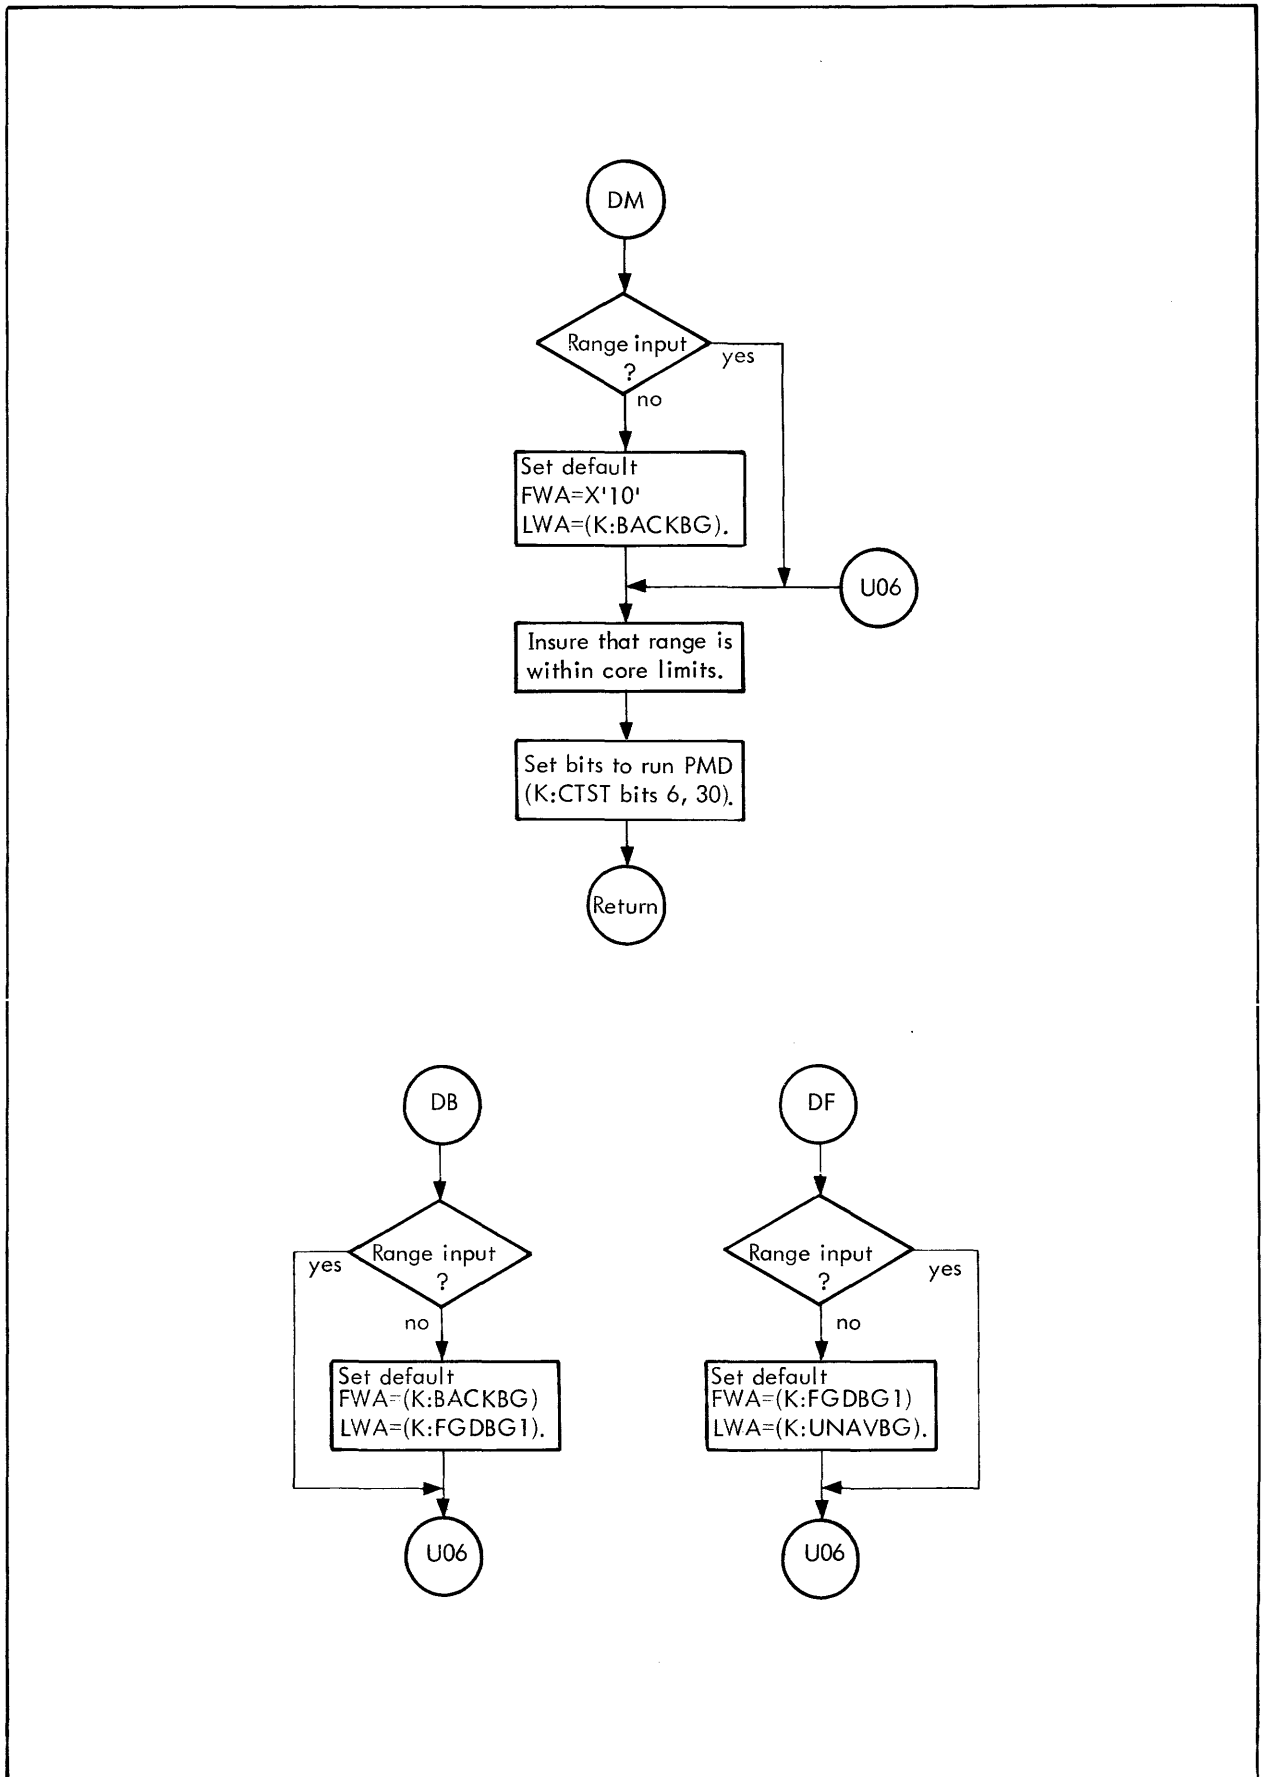 DM
Range input
?
yes
no
Set default
FWA=X'10'
LWA=(K:BACKBG).
U06
Insure that range is
within core limits.
Set bits to run PMD
(K:CTST bits 6, 30).
Return
DB
Range input
?
yes
no
Set default
FWA=(K:BACKBG)
LWA=(K:FGDBG1).
U06
DF
Range input
?
yes
no
Set default
FWA=(K:FGDBG1)
LWA=(K:UNAVBG).
U06